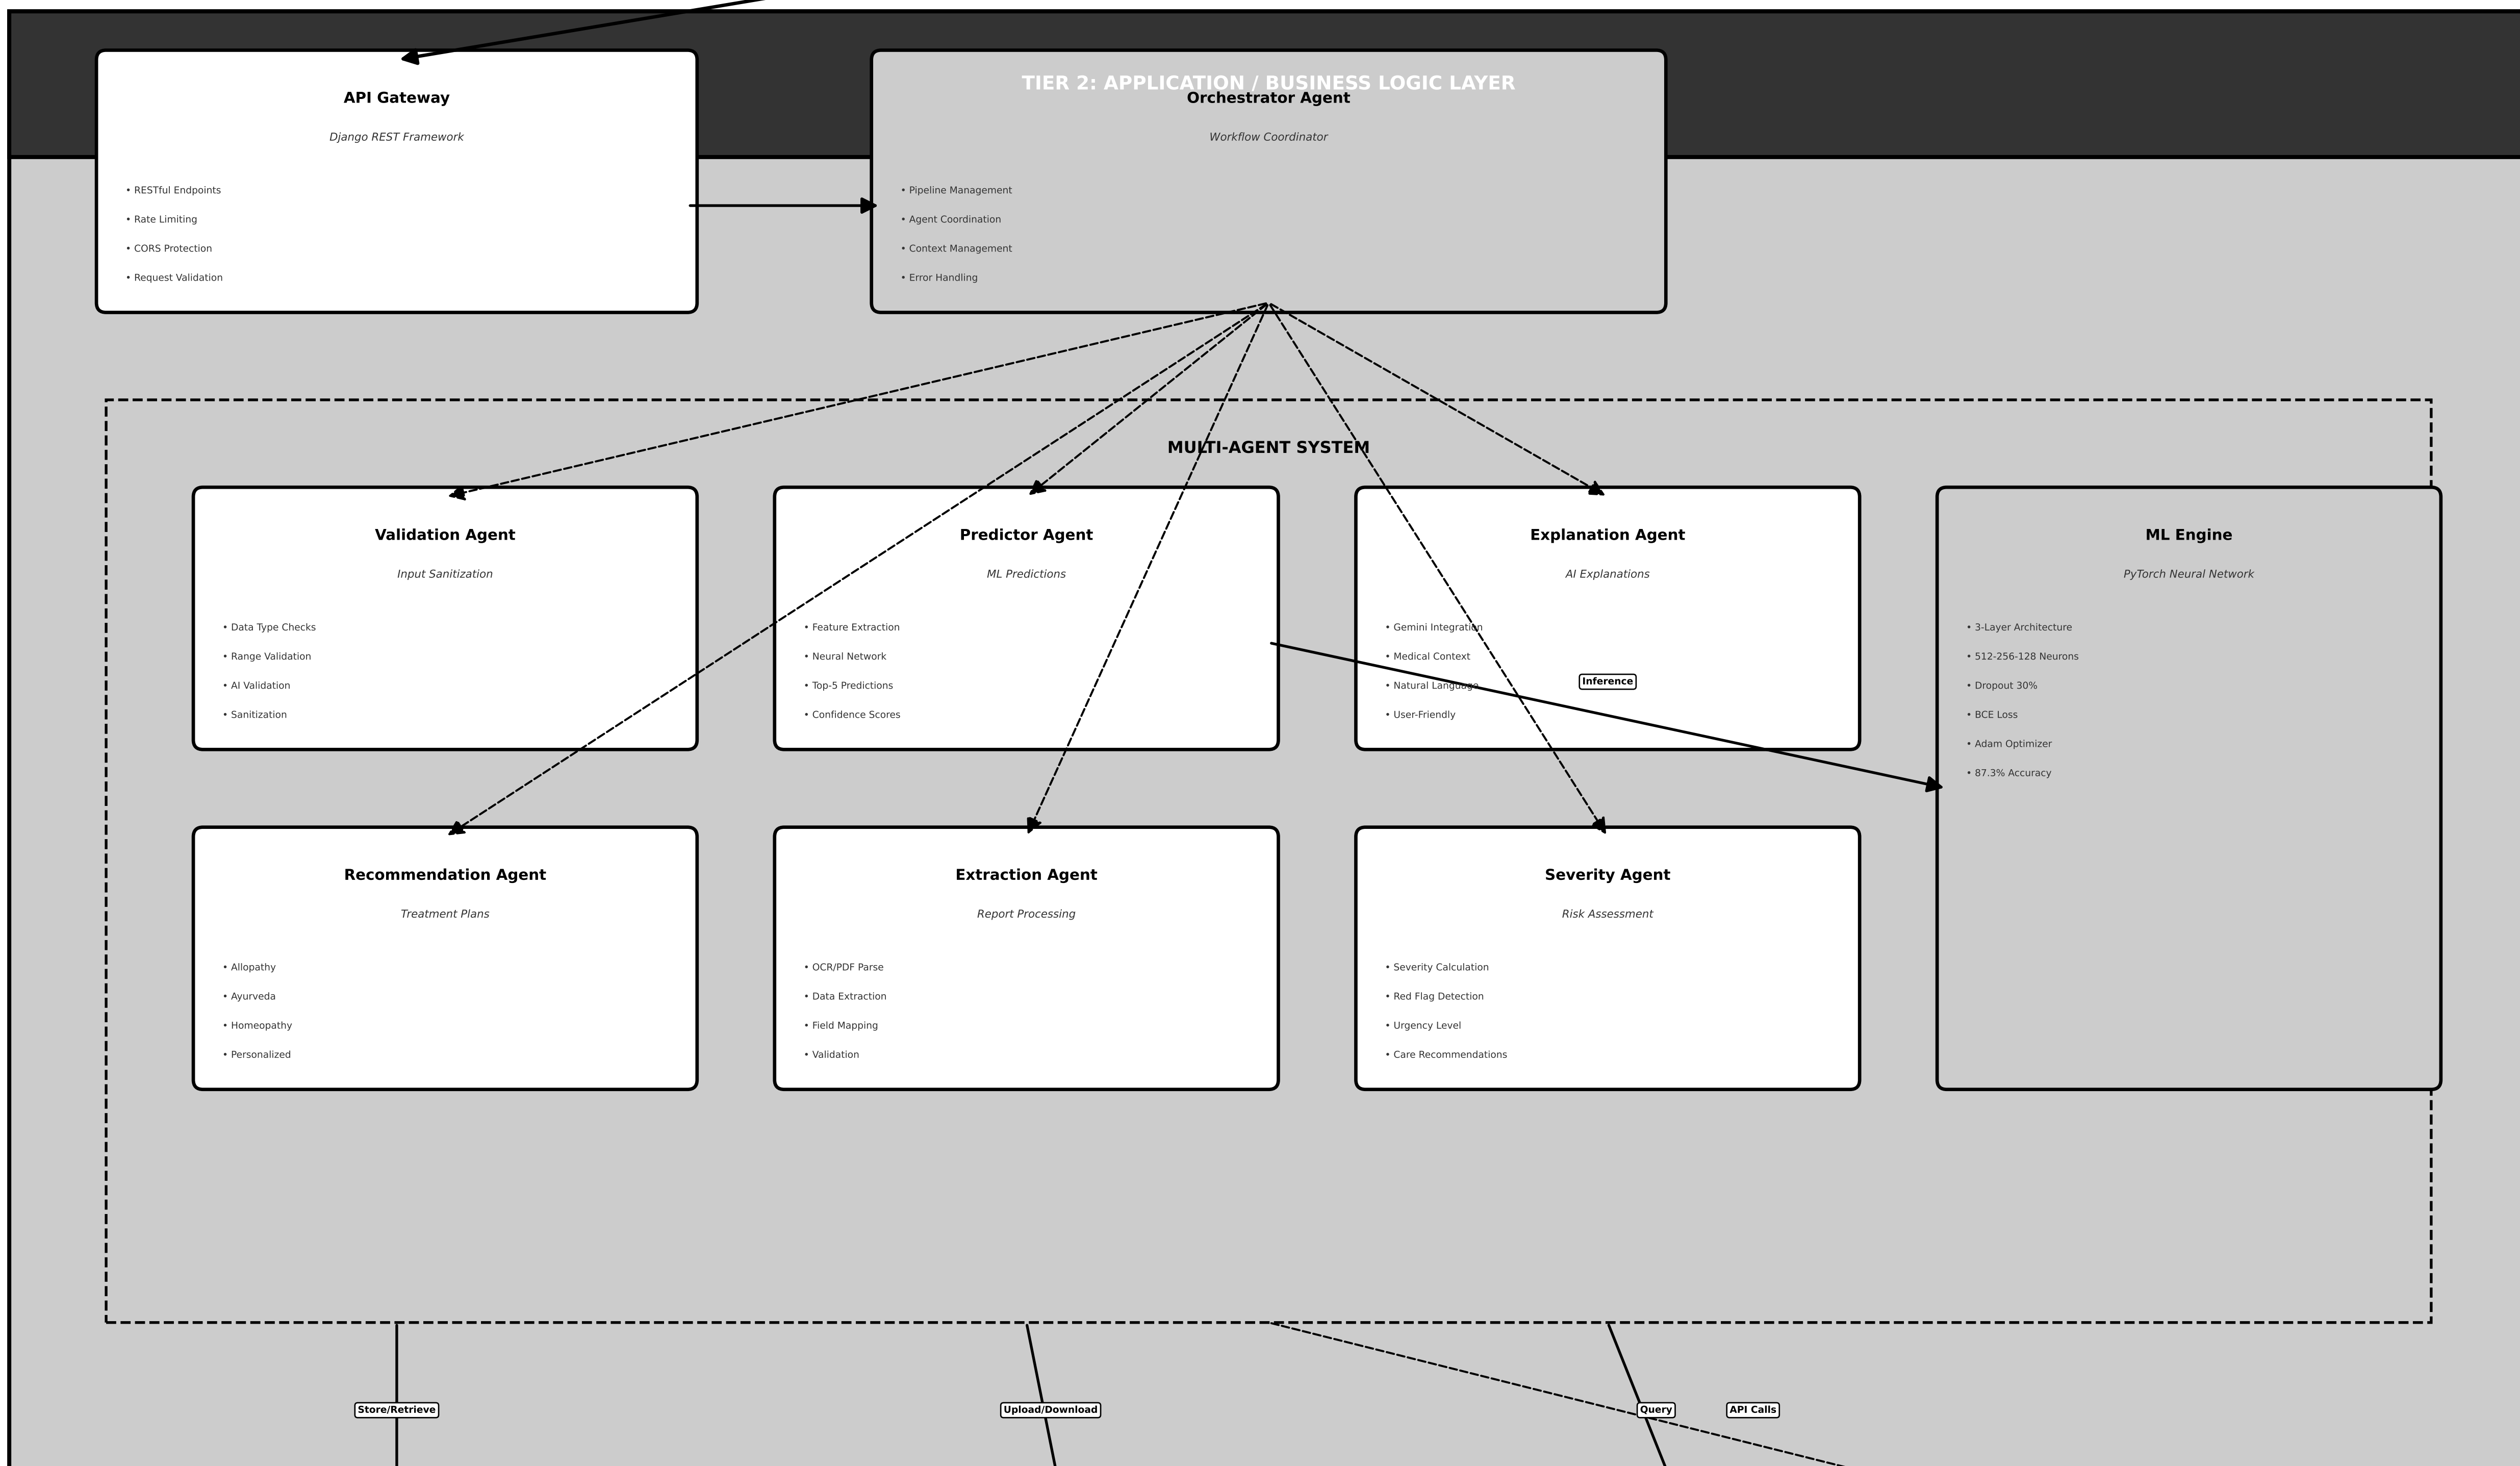 TIER 2: APPLICATION / BUSINESS LOGIC LAYER
API Gateway
Django REST Framework
• RESTful Endpoints
• Rate Limiting
• CORS Protection
• Request Validation
Orchestrator Agent
Workflow Coordinator
• Pipeline Management
• Agent Coordination
• Context Management
• Error Handling
MULTI-AGENT SYSTEM
Validation Agent
Input Sanitization
• Data Type Checks
• Range Validation
• AI Validation
• Sanitization
Predictor Agent
ML Predictions
• Feature Extraction
• Neural Network
• Top-5 Predictions
• Confidence Scores
Explanation Agent
AI Explanations
• Gemini Integration
• Medical Context
• Natural Language
• User-Friendly
Inference
ML Engine
PyTorch Neural Network
• 3-Layer Architecture
• 512-256-128 Neurons
• Dropout 30%
• BCE Loss
• Adam Optimizer
• 87.3% Accuracy
Recommendation Agent
Treatment Plans
• Allopathy
• Ayurveda
• Homeopathy
• Personalized
Extraction Agent
Report Processing
• OCR/PDF Parse
• Data Extraction
• Field Mapping
• Validation
Severity Agent
Risk Assessment
• Severity Calculation
• Red Flag Detection
• Urgency Level
• Care Recommendations
Store/Retrieve
Upload/Download
Query
API Calls